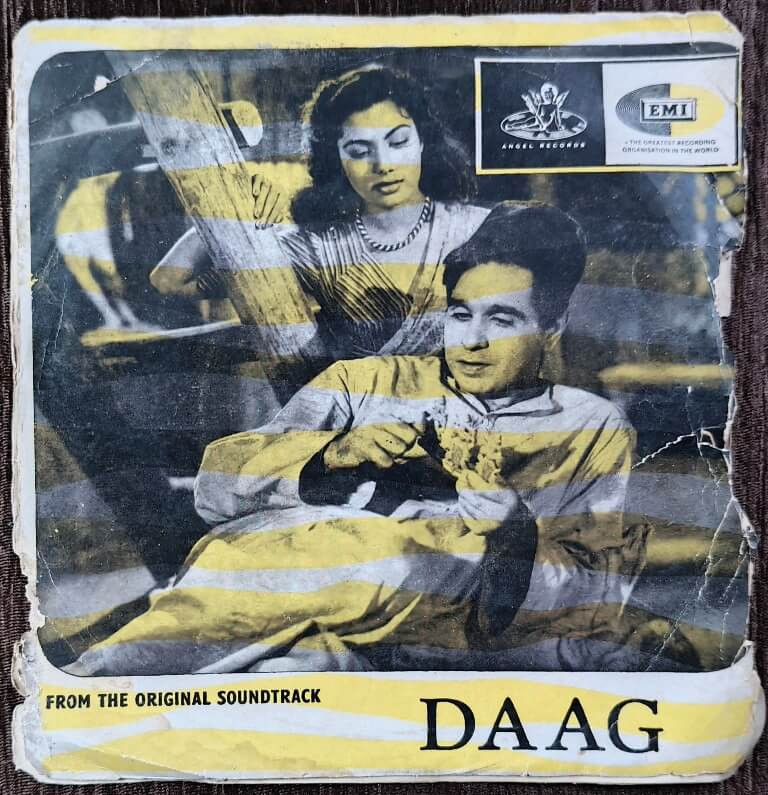 ANGEL RECORDS
EMI
THE GREATEST RECORDING
ORGANISATION IN THE WORLD
FROM THE ORIGINAL SOUNDTRACK
DAAG